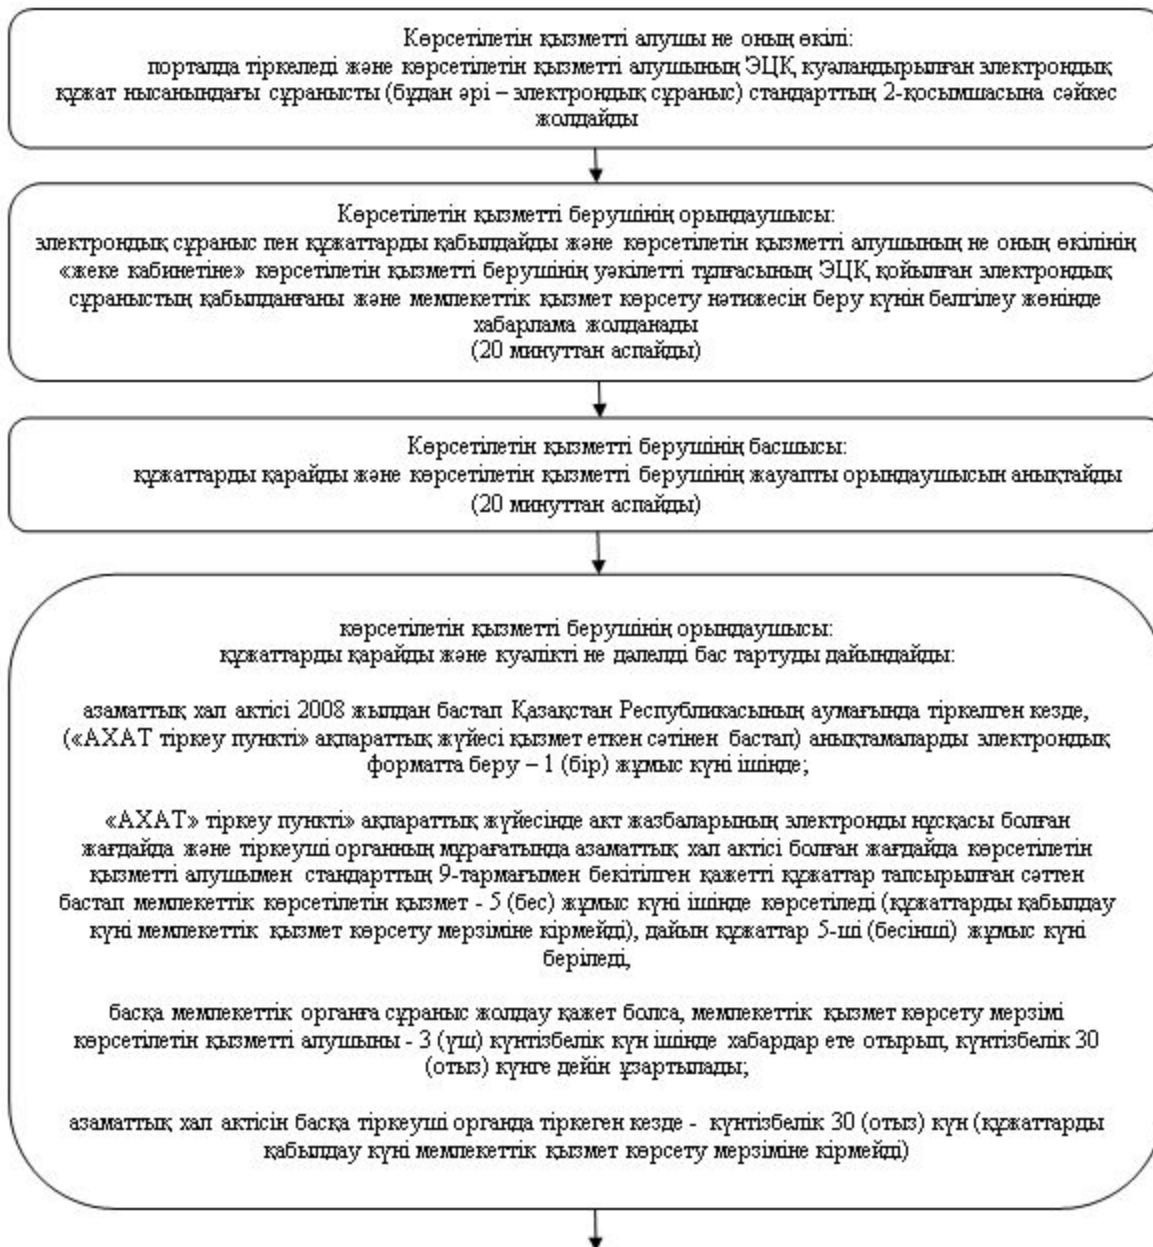 Көрсетілетін қызметті алушы не оның өкілі:
порталда тіркеледі және көрсетілетін қызметті алушының ЭЦҚ куәландырылған электрондық
құжат нысанындағы сұранысты (бұдан әрі – электрондық сұраныс) стандарттың 2-қосымшасына сәйкес
жолдайды
Көрсетілетін қызметті берушінің орындаушысы:
электрондық сұраныс пен құжаттарды қабылдайды және көрсетілетін қызметті алушының не оның өкілінің
«жеке кабинетіне» көрсетілетін қызметті берушінің уәкілетті тұлғасының ЭЦҚ қойылған электрондық
сұраныстың қабылданғаны және мемлекеттік қызмет көрсету нәтижесін беру күнін белгілеу жөнінде
хабарлама жолданады
(20 минуттан аспайды)
Көрсетілетін қызметті берушінің басшысы:
құжаттарды қарайды және көрсетілетін қызметті берушінің жауапты орындаушысын анықтайды
(20 минуттан аспайды)
көрсетілетін қызметті берушінің орындаушысы:
құжаттарды қарайды және куәлікті не дәлелді бас тартуды дайындайды:
азаматтық хал актісі 2008 жылдан бастап Қазақстан Республикасының аумағында тіркелген кезде,
(«АХАТ тіркеу пункті» ақпараттық жүйесі қызмет еткен сәтінен бастап) анықтамаларды электрондық
форматта беру – 1 (бір) жұмыс күні ішінде;
«АХАТ» тіркеу пункті» ақпараттық жүйесінде акт жазбаларының электронды нұсқасы болған
жағдайда және тіркеуші органның мұрағатында азаматтық хал актісі болған жағдайда көрсетілетін
қызметті алушымен стандарттың 9-тармағымен бекітілген қажетті құжаттар тапсырылған сәттен
бастап мемлекеттік көрсетілетін қызмет - 5 (бес) жұмыс күні ішінде көрсетіледі (құжаттарды қабылдау
күні мемлекеттік қызмет көрсету мерзіміне кірмейді), дайын құжаттар 5-ші (бесінші) жұмыс күні
беріледі,
басқа мемлекеттік органға сұраныс жолдау қажет болса, мемлекеттік қызмет көрсету мерзімі
көрсетілетін қызметті алушыны - 3 (үш) күнтізбелік күн ішінде хабардар ете отырып, күнтізбелік 30
(отыз) күнге дейін ұзартылады;
азаматтық хал актісін басқа тіркеуші органда тіркеген кезде - күнтізбелік 30 (отыз) күн (құжаттарды
қабылдау күні мемлекеттік қызмет көрсету мерзіміне кірмейді)